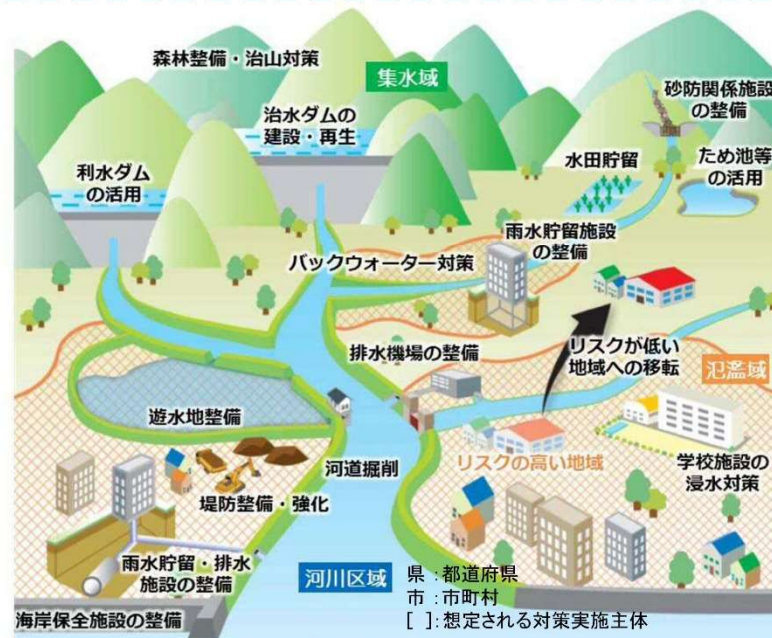 森林整備・治山対策
集水域
砂防関係施設
の整備
治水ダムの
建設・再生
水田貯留
ため池等
の活用
利水ダム
の活用
雨水貯留施設
の整備
バックウォーター対策
排水機場の整備
リスクが低い
地域への移転
氾濫域
遊水地整備
河道掘削
リスクの高い地域
学校施設の
浸水対策
堤防整備・強化
雨水貯留・排水
施設の整備
河川区域
県:都道府県
市:市町村
[ ]:想定される対策実施主体
海岸保全施設の整備